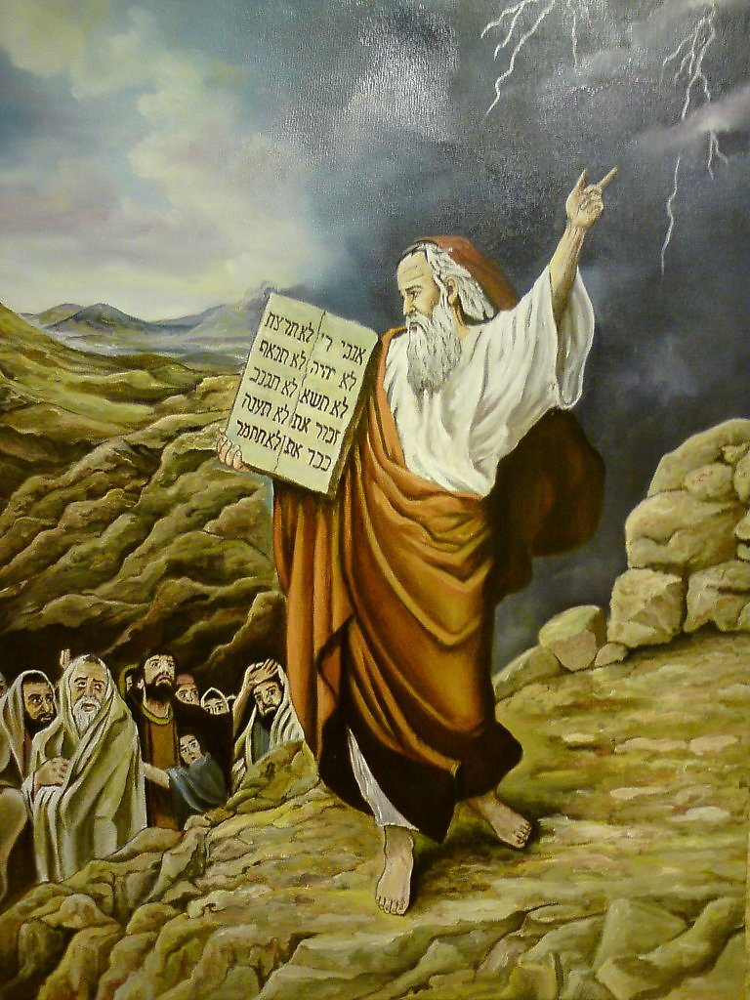 אנכי יי
לא יהיה
לא תשא
זכור את
כבד את
לא תרצח
לא תנאף
לא תגנב
לא תענה
לא תחמד